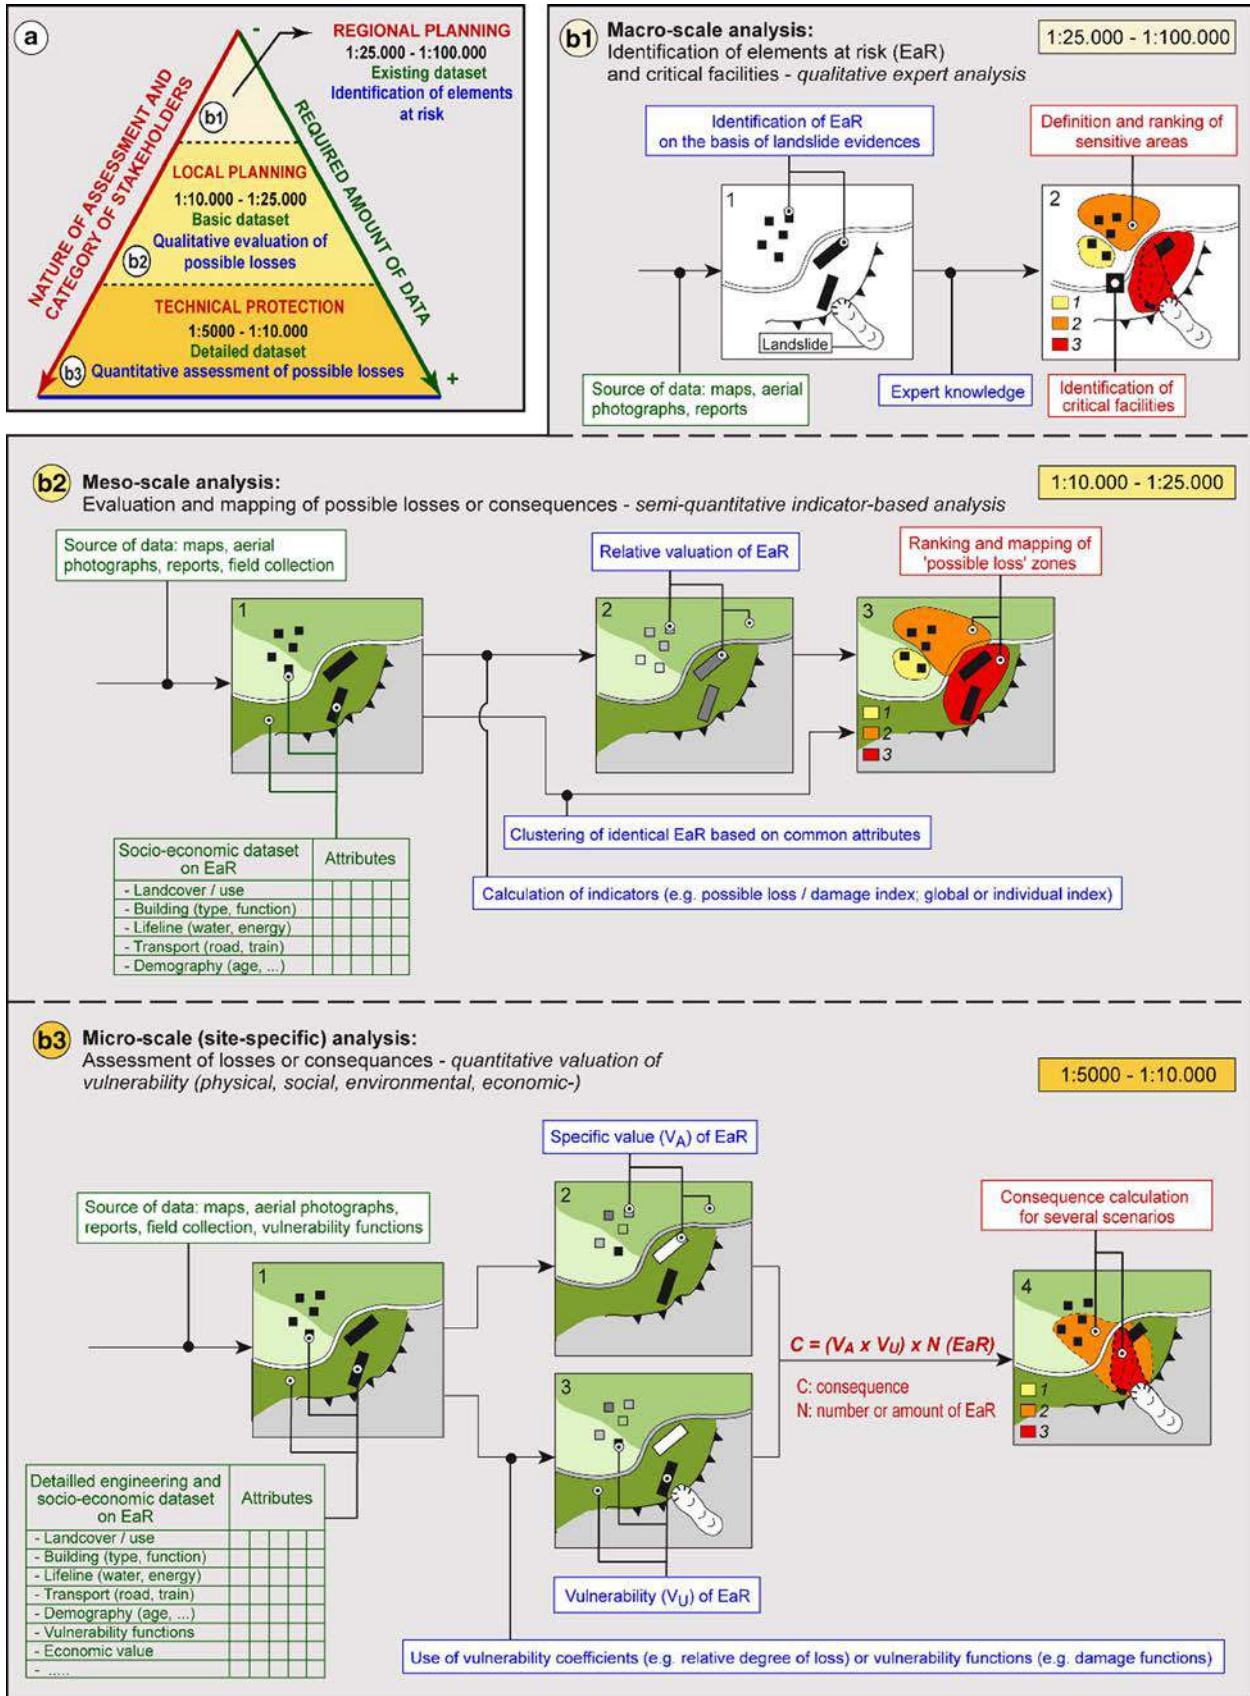 a
-
REGIONAL PLANNING
1:25.000 - 1:100.000
Existing dataset
Identification of elements
at risk
NATURE OF ASSESSMENT AND
CATEGORY OF STAKEHOLDERS
REQUIRED AMOUNT OF DATA
b1
LOCAL PLANNING
1:10.000 - 1:25.000
Basic dataset
Qualitative evaluation of
possible losses
b2
TECHNICAL PROTECTION
1:5000 - 1:10.000
Detailed dataset
b3
Quantitative assessment of possible losses
+
b1
Macro-scale analysis:
Identification of elements at risk (EaR)
and critical facilities - qualitative expert analysis
1:25.000 - 1:100.000
Identification of EaR
on the basis of landslide evidences
Definition and ranking of
sensitive areas
1
Landslide
2
1
2
3
Source of data: maps, aerial
photographs, reports
Expert knowledge
Identification of
critical facilities
b2
Meso-scale analysis:
Evaluation and mapping of possible losses or consequences - semi-quantitative indicator-based analysis
1:10.000 - 1:25.000
Source of data: maps, aerial
photographs, reports, field collection
Relative valuation of EaR
Ranking and mapping of
'possible loss' zones
1
2
3
1
2
3
Clustering of identical EaR based on common attributes
Calculation of indicators (e.g. possible loss / damage index; global or individual index)
Socio-economic dataset
on EaR
Attributes
- Landcover / use
- Building (type, function)
- Lifeline (water, energy)
- Transport (road, train)
- Demography (age, ...)
b3
Micro-scale (site-specific) analysis:
Assessment of losses or consequances - quantitative valuation of
vulnerability (physical, social, environmental, economic-)
1:5000 - 1:10.000
Specific value (VA) of EaR
Source of data: maps, aerial photographs,
reports, field collection, vulnerability functions
Consequence calculation
for several scenarios
1
2
3
4
1
2
3
C = (VA x VU) x N (EaR)
C: consequence
N: number or amount of EaR
Vulnerability (VU) of EaR
Use of vulnerability coefficients (e.g. relative degree of loss) or vulnerability functions (e.g. damage functions)
Detailled engineering and
socio-economic dataset
on EaR
Attributes
- Landcover / use
- Building (type, function)
- Lifeline (water, energy)
- Transport (road, train)
- Demography (age, ...)
- Vulnerability functions
- Economic value
- .....